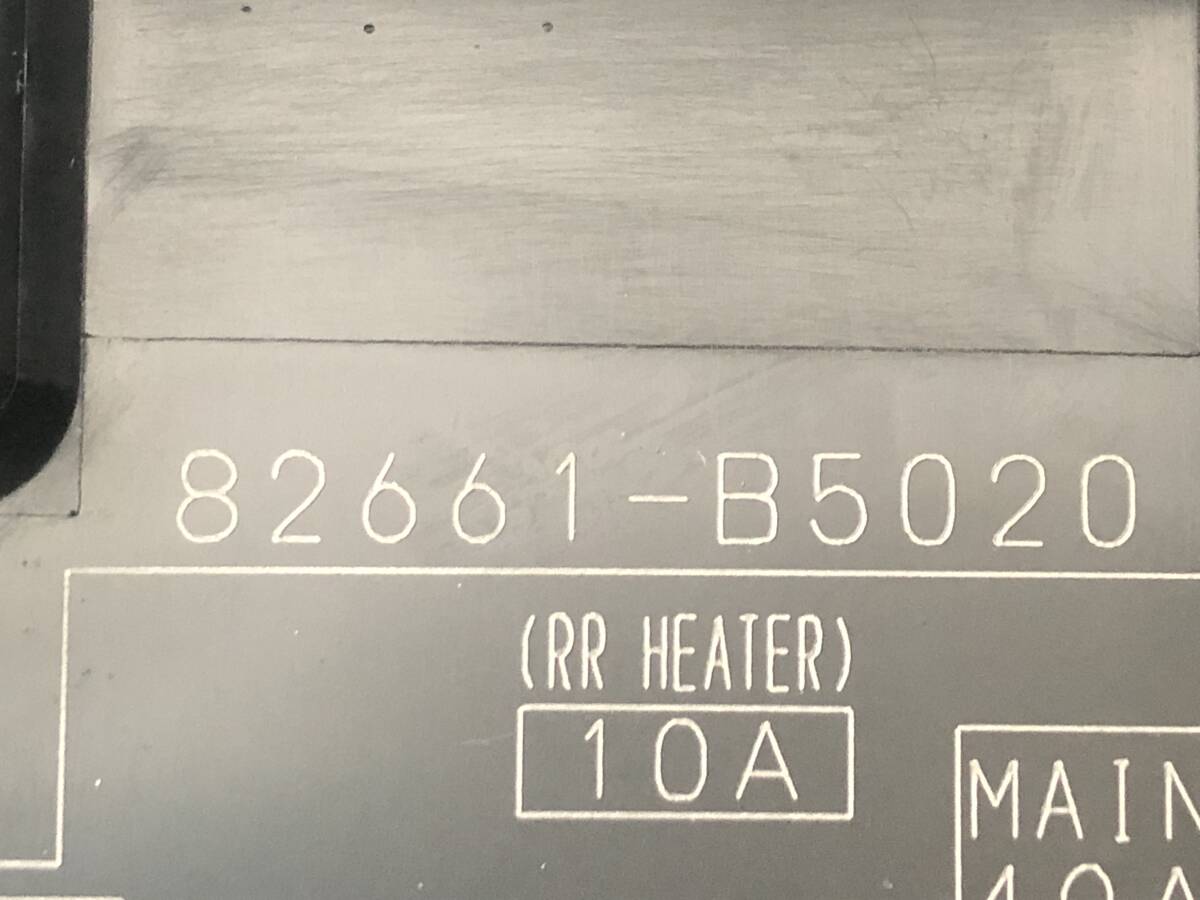 82661-B5020
(RR HEATER)
10A
MAIN